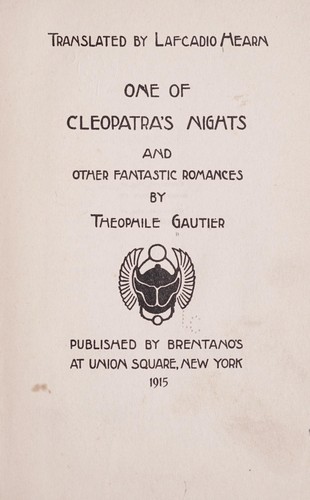 TRANSLATED BY LAFCADIO HEARN
ONE OF
CLEOPATRA'S NIGHTS
AND
OTHER FANTASTIC ROMANCES
BY
THEOPHILE GAUTIER
PUBLISHED BY BRENTANO'S
AT UNION SQUARE, NEW YORK
1915